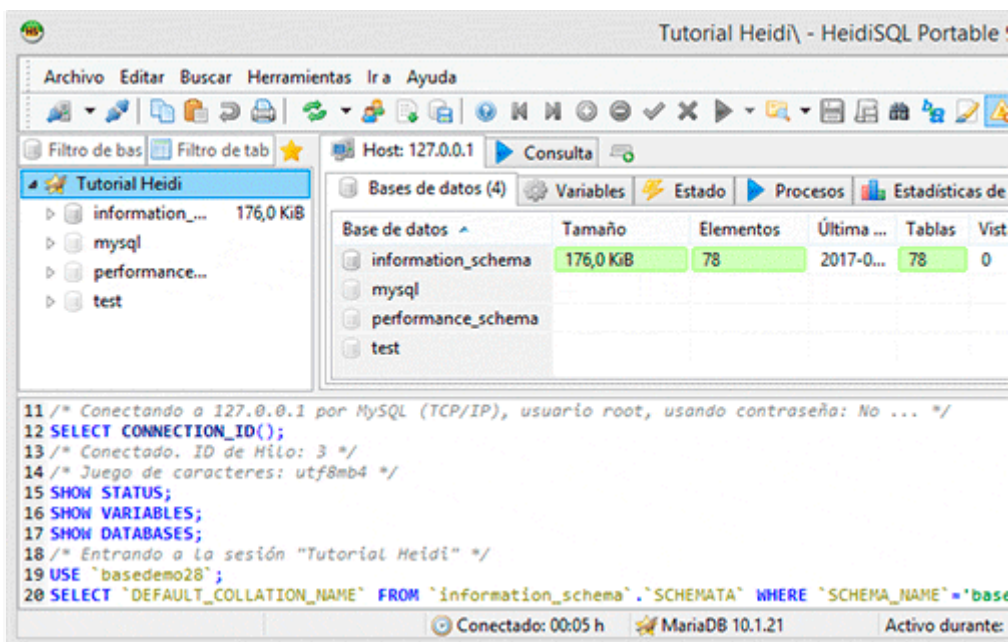 Tutorial Heidi\ - HeidiSQL Portable 9
Archivo Editar Buscar Herramientas Ir a Ayuda
Filtro de bas Filtro de tab Host: 127.0.0.1 Consulta
Tutorial Heidi
information_... 176,0 KiB
mysql
performance...
test
Bases de datos (4) Variables Estado Procesos Estadísticas de
Base de datos Tamaño Elementos Última ... Tablas Vist
information_schema 176,0 KiB 78 2017-0... 78 0
mysql
performance_schema
test
11 /* Conectando a 127.0.0.1 por MySQL (TCP/IP), usuario root, usando contraseña: No ... */
12 SELECT CONNECTION_ID();
13 /* Conectado. ID de Hilo: 3 */
14 /* Juego de caracteres: utf8mb4 */
15 SHOW STATUS;
16 SHOW VARIABLES;
17 SHOW DATABASES;
18 /* Entrando a la sesión "Tutorial Heidi" */
19 USE `basedemo28`;
20 SELECT `DEFAULT_COLLATION_NAME` FROM `information_schema`.`SCHEMATA` WHERE `SCHEMA_NAME`='base
Conectado: 00:05 h MariaDB 10.1.21 Activo durante: